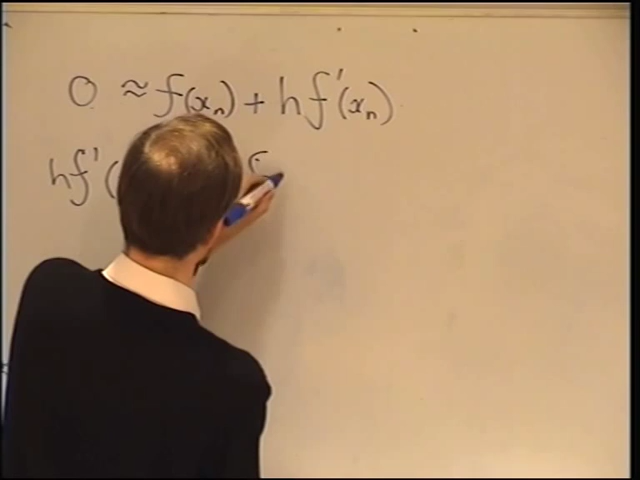 0 ≈ f(xₙ) + hf'(xₙ)
hf'(